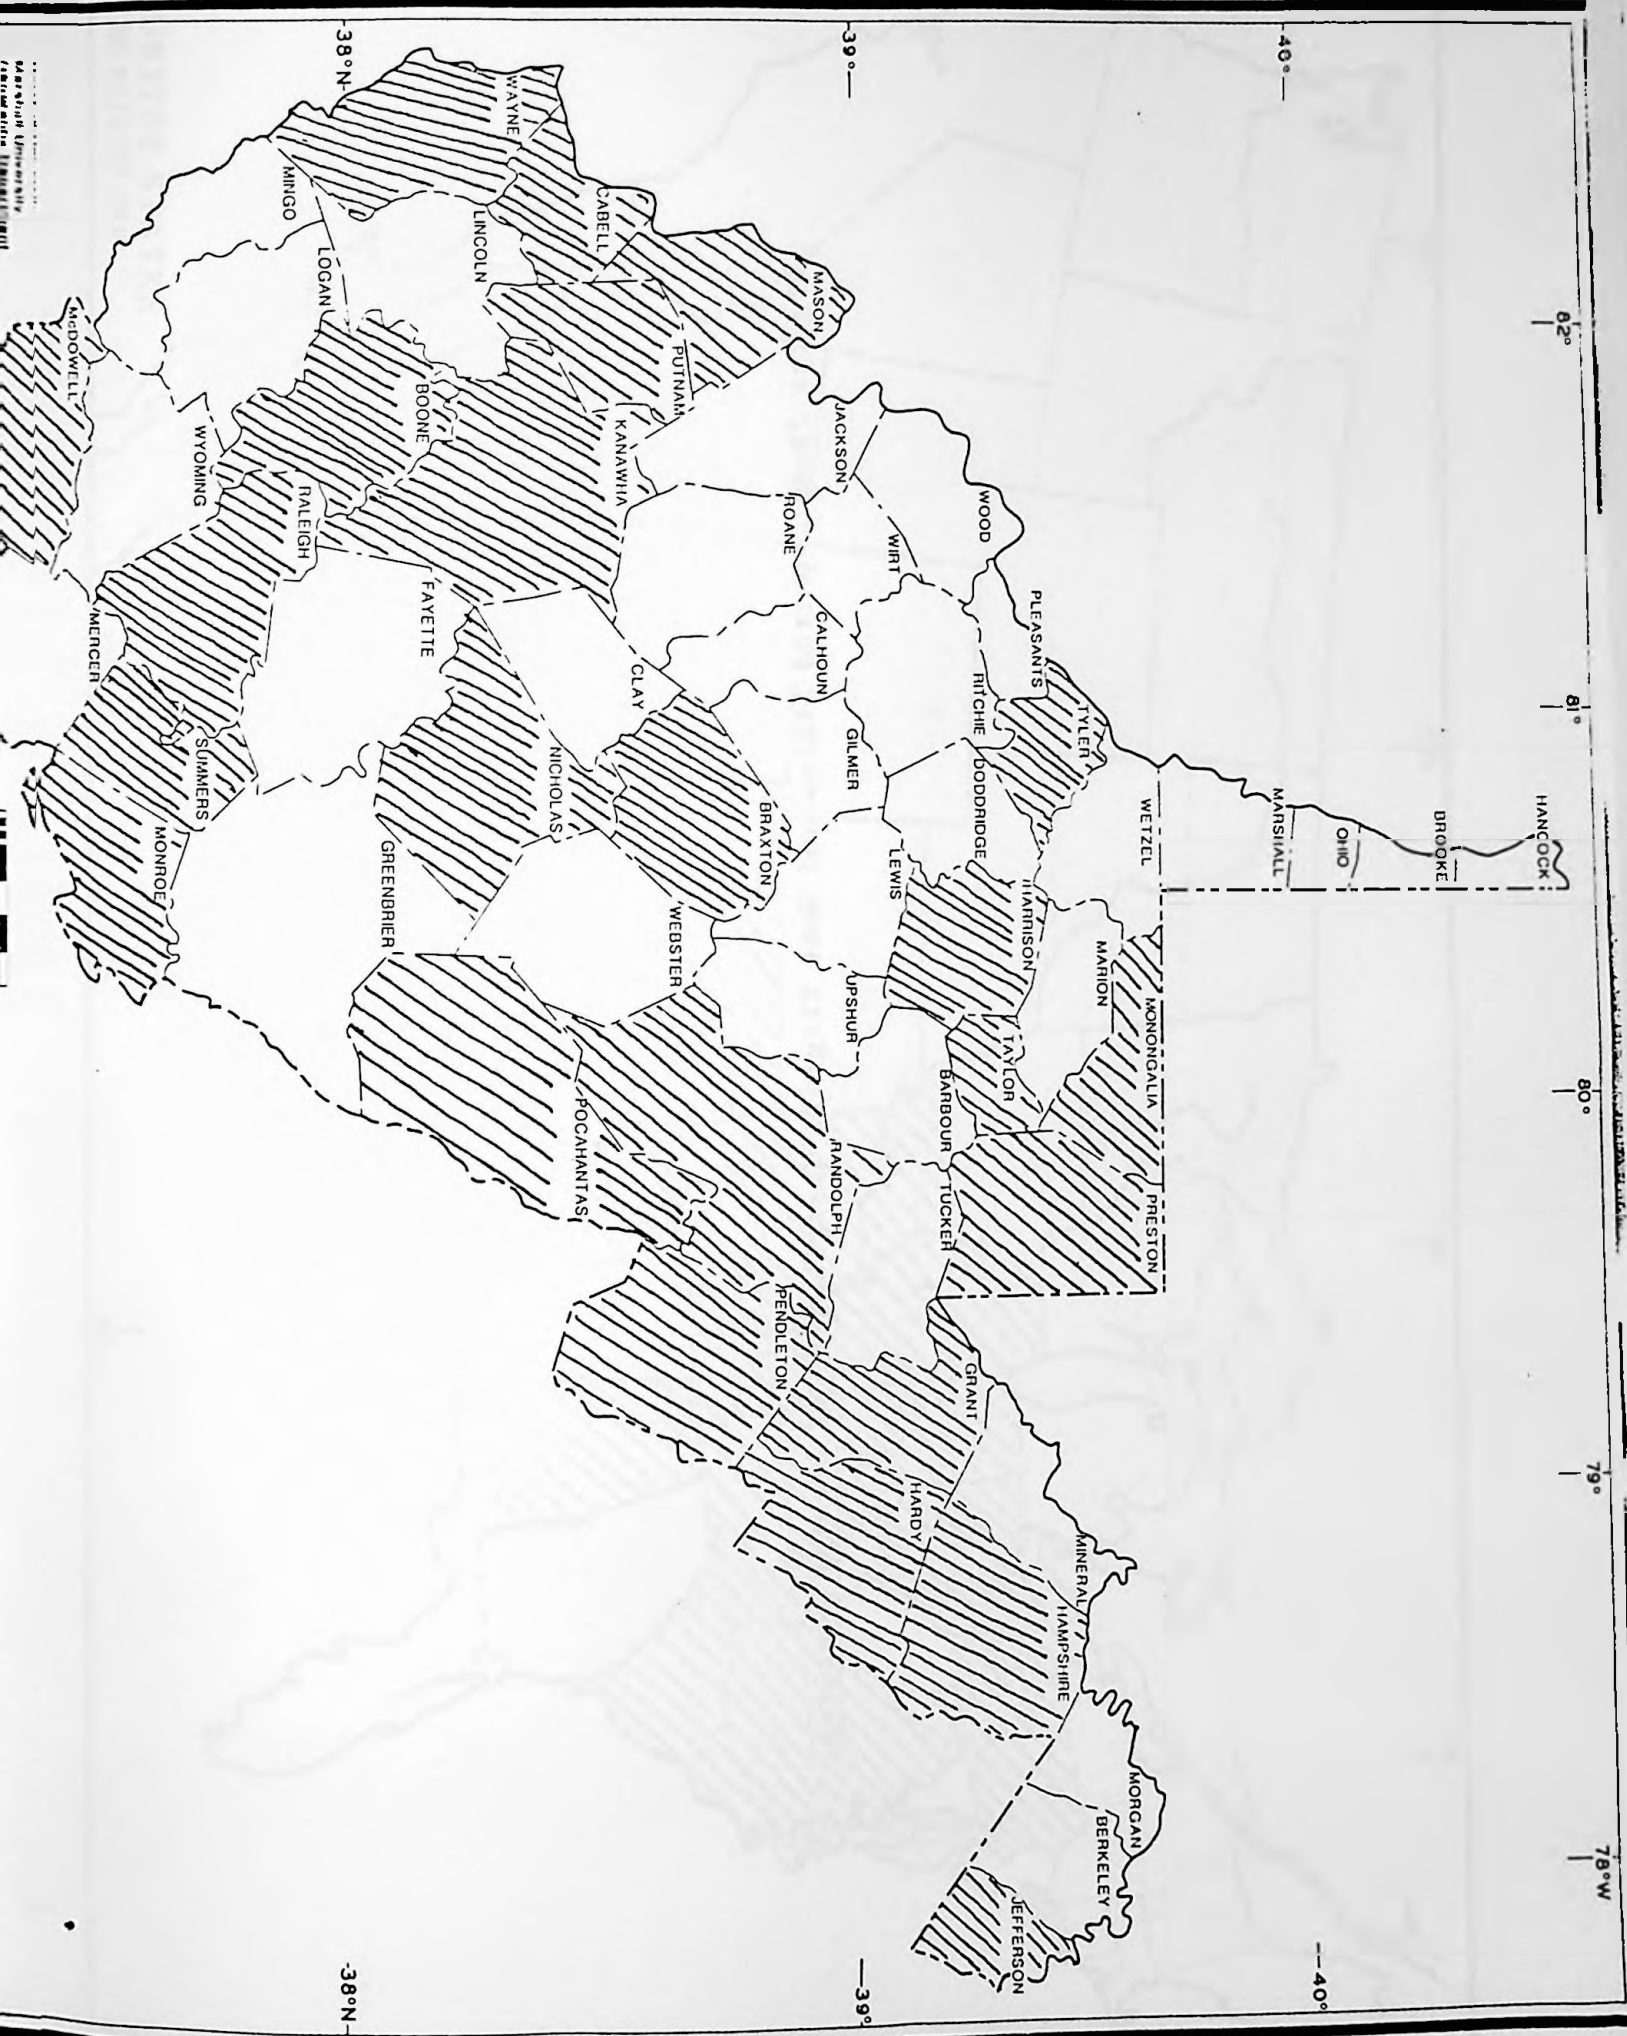 82°
81°
80°
79°
78°W
40°
--40°
39°
39°
38°N
38°N
HANCOCK
BROOKE
OHIO
MARSHALL
WETZEL
MONONGALIA
PRESTON
MARION
TYLER
PLEASANTS
WOOD
RITCHIE
DODDRIDGE
HARRISON
TAYLOR
BARBOUR
TUCKER
GRANT
MINERAL
HAMPSHIRE
MORGAN
BERKELEY
JEFFERSON
HARDY
PENDLETON
RANDOLPH
UPSHUR
LEWIS
GILMER
CALHOUN
WIRT
JACKSON
ROANE
MASON
PUTNAM
CABELL
WAYNE
LINCOLN
KANAWHA
CLAY
BRAXTON
WEBSTER
NICHOLAS
POCAHANTAS
GREENBRIER
FAYETTE
BOONE
LOGAN
MINGO
WYOMING
RALEIGH
SUMMERS
MONROE
MERCER
McDOWELL
Marshall University